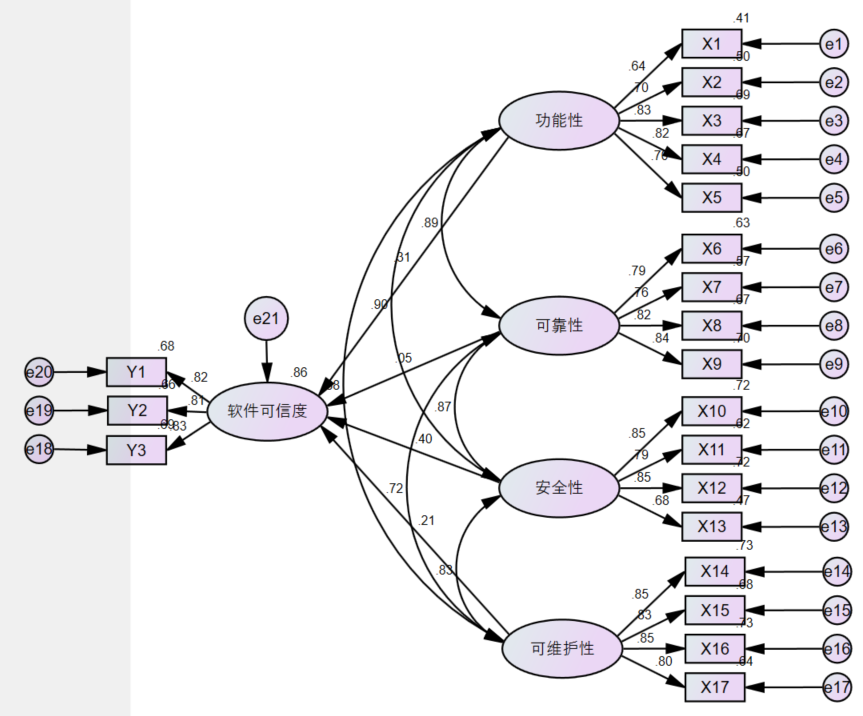 .41
X1
e1
.64
.50
X2
e2
.70
.69
X3
e3
.83
.67
X4
e4
.82
.50
X5
e5
功能性
.63
X6
e6
.79
.57
X7
e7
.76
.67
X8
e8
.82
.70
X9
e9
.84
可靠性
.72
X10
e10
.85
.62
X11
e11
.79
.72
X12
e12
.85
.47
X13
e13
.68
安全性
.73
X14
e14
.85
.68
X15
e15
.83
.73
X16
e16
.85
.64
X17
e17
.80
可维护性
.89
.31
.90
.05
.87
.40
.72
.21
.83
e21
.86
软件可信度
.68
e20
Y1
.82
.66
e19
Y2
.81
.69
e18
Y3
.83